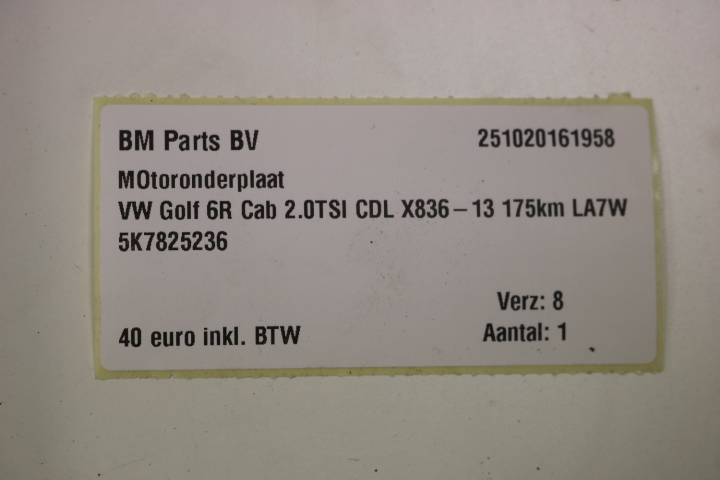 BM Parts BV 251020161958
MOtoronderplaat
VW Golf 6R Cab 2.0TSI CDL X836-13 175km LA7W
5K7825236
Verz: 8
40 euro inkl. BTW Aantal: 1